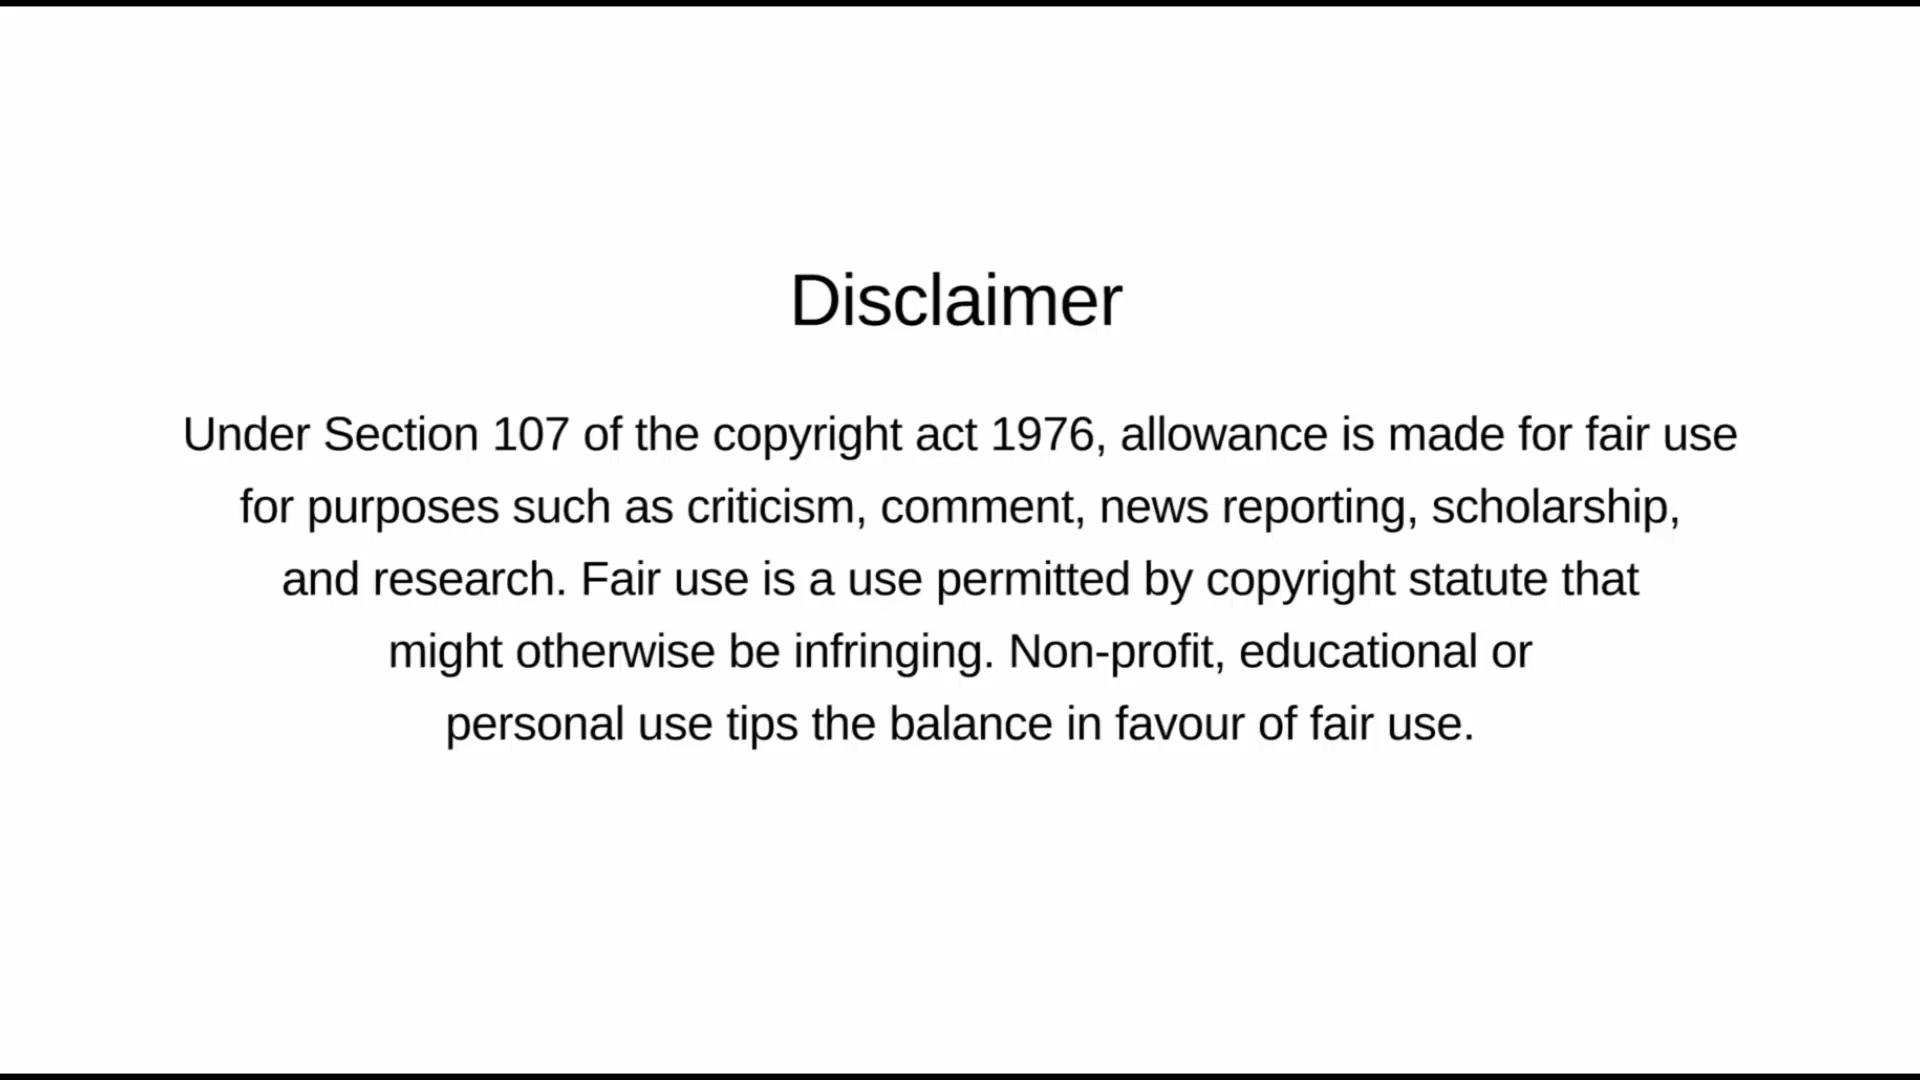 Disclaimer
Under Section 107 of the copyright act 1976, allowance is made for fair use
for purposes such as criticism, comment, news reporting, scholarship,
and research. Fair use is a use permitted by copyright statute that
might otherwise be infringing. Non-profit, educational or
personal use tips the balance in favour of fair use.